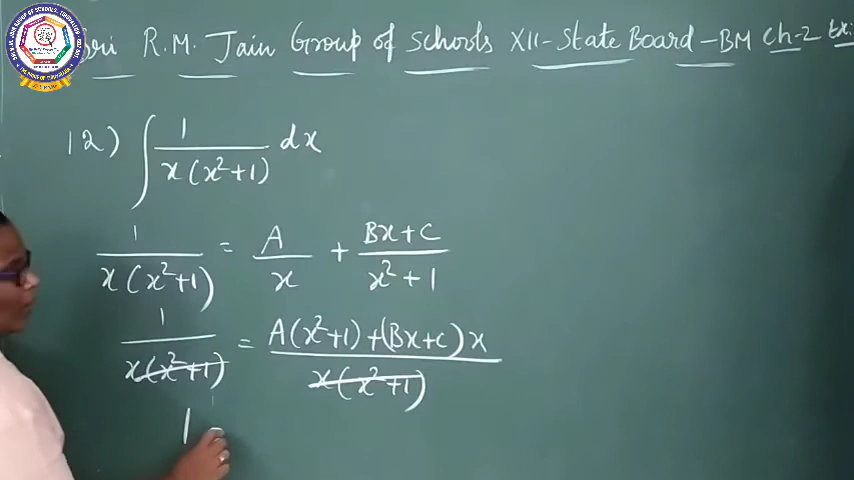 Sri R.M. Jain Group of Schools XII-State Board-BM Ch-2
12) ∫ 1/(x(x²+1)) dx
1/(x(x²+1)) = A/x + (Bx+C)/(x²+1)
1/(x(x²+1)) = (A(x²+1)+(Bx+C)x)/(x(x²+1))
1